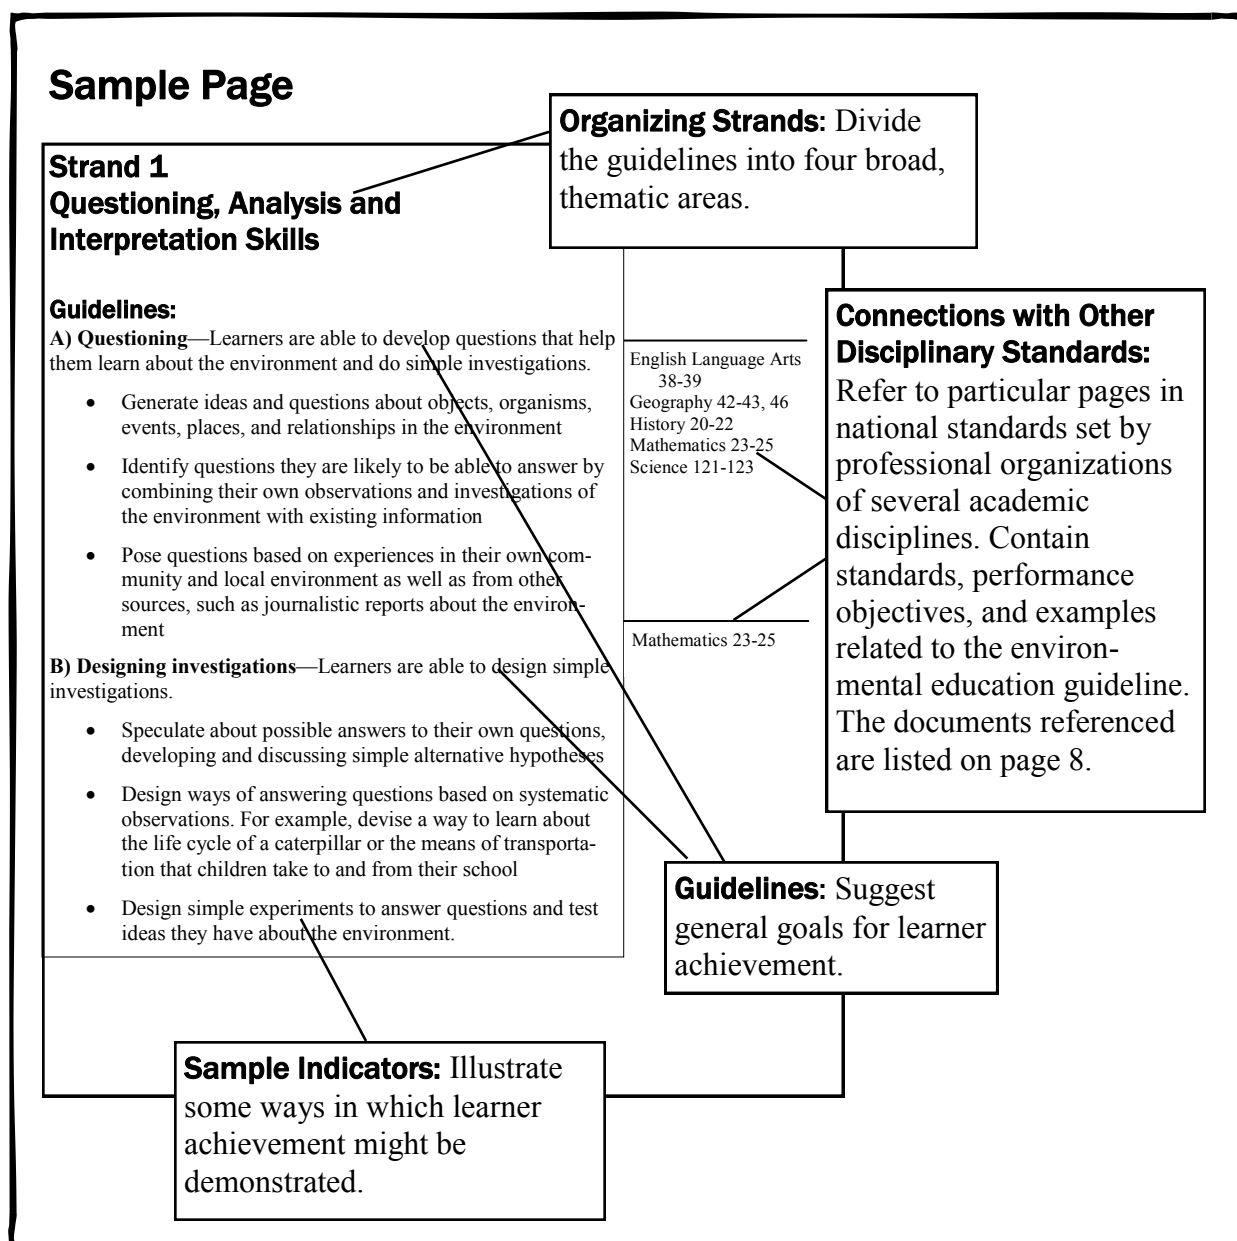 Sample Page
Organizing Strands: Divide
the guidelines into four broad,
thematic areas.
Strand 1
Questioning, Analysis and
Interpretation Skills
Guidelines:
A) Questioning—Learners are able to develop questions that help
them learn about the environment and do simple investigations.
• Generate ideas and questions about objects, organisms,
events, places, and relationships in the environment
• Identify questions they are likely to be able to answer by
combining their own observations and investigations of
the environment with existing information
• Pose questions based on experiences in their own com-
munity and local environment as well as from other
sources, such as journalistic reports about the environ-
ment
B) Designing investigations—Learners are able to design simple
investigations.
• Speculate about possible answers to their own questions,
developing and discussing simple alternative hypotheses
• Design ways of answering questions based on systematic
observations. For example, devise a way to learn about
the life cycle of a caterpillar or the means of transporta-
tion that children take to and from their school
• Design simple experiments to answer questions and test
ideas they have about the environment.
English Language Arts
38-39
Geography 42-43, 46
History 20-22
Mathematics 23-25
Science 121-123
Mathematics 23-25
Connections with Other
Disciplinary Standards:
Refer to particular pages in
national standards set by
professional organizations
of several academic
disciplines. Contain
standards, performance
objectives, and examples
related to the environ-
mental education guideline.
The documents referenced
are listed on page 8.
Guidelines: Suggest
general goals for learner
achievement.
Sample Indicators: Illustrate
some ways in which learner
achievement might be
demonstrated.